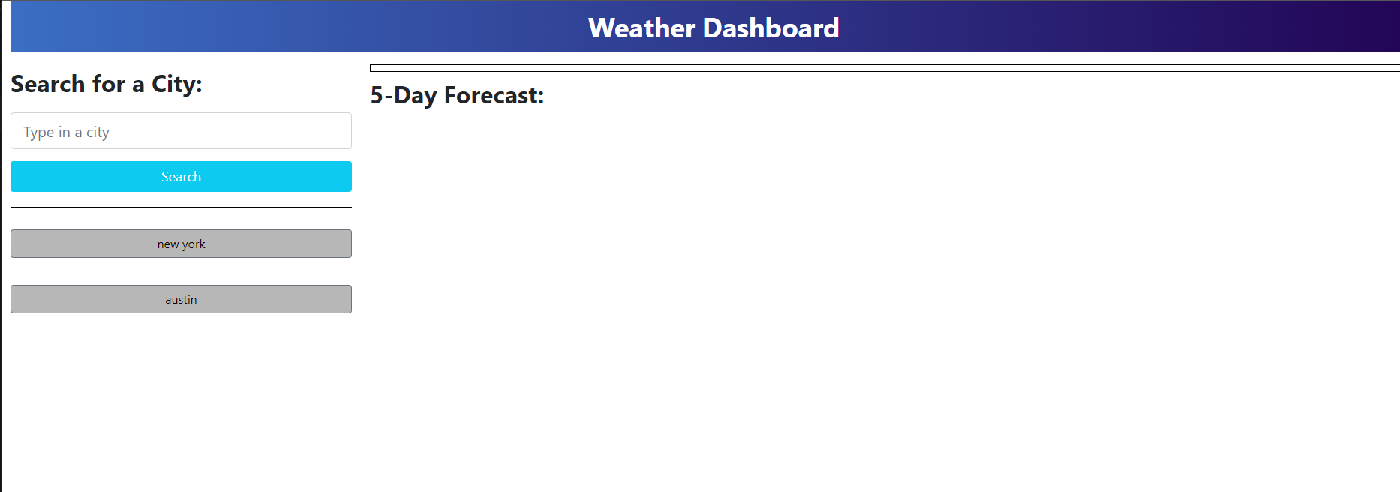 Weather Dashboard
Search for a City:
Type in a city
Search
new york
austin
5-Day Forecast: